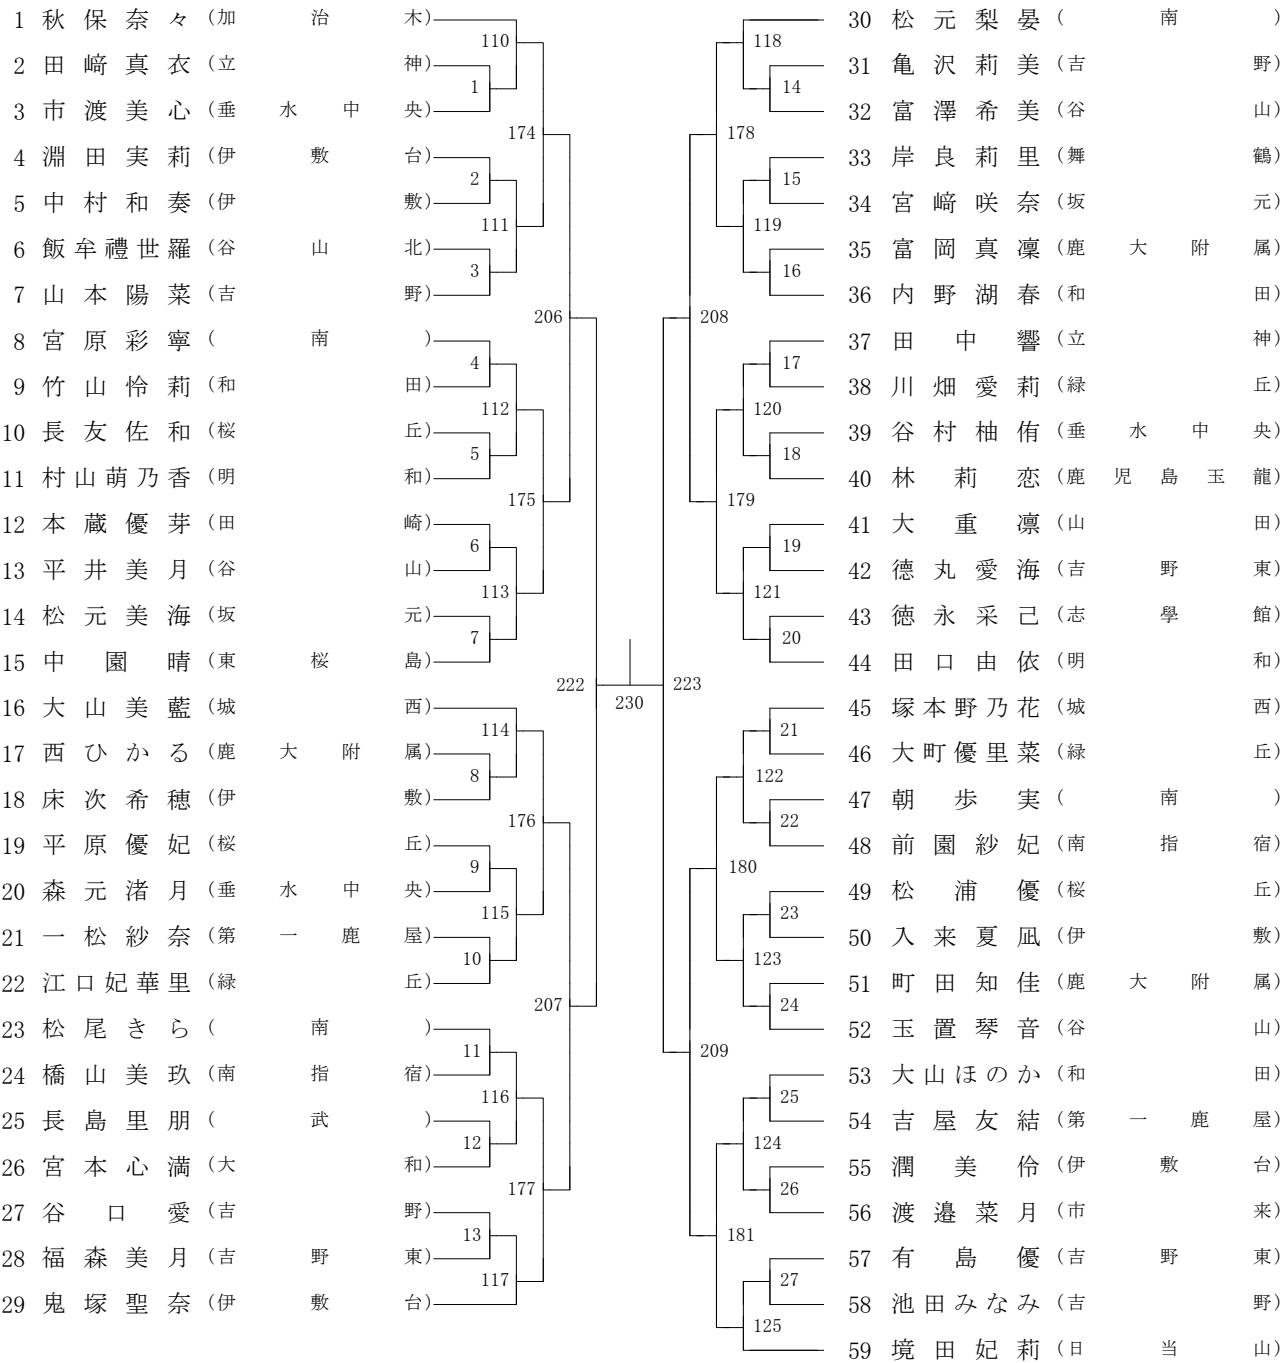 1 秋保奈々 (加治木)
2 田﨑真衣 (立神)
3 市渡美心 (垂水中央)
4 淵田実莉 (伊敷台)
5 中村和奏 (伊敷)
6 飯牟禮世羅 (谷山北)
7 山本陽菜 (吉野)
8 宮原彩寧 (南)
9 竹山怜莉 (和田)
10 長友佐和 (桜丘)
11 村山萌乃香 (明和)
12 本蔵優芽 (田崎)
13 平井美月 (谷山)
14 松元美海 (坂元)
15 中園晴 (東桜島)
16 大山美藍 (城西)
17 西ひかる (鹿大附属)
18 床次希穂 (伊敷)
19 平原優妃 (桜丘)
20 森元渚月 (垂水中央)
21 一松紗奈 (第一鹿屋)
22 江口妃華里 (緑丘)
23 松尾きら (南)
24 橋山美玖 (南指宿)
25 長島里朋 (武)
26 宮本心満 (大和)
27 谷口愛 (吉野)
28 福森美月 (吉野東)
29 鬼塚聖奈 (伊敷台)
110
1
174
2
111
3
206
4
112
5
175
6
113
7
222
114
8
176
9
115
10
207
11
116
12
177
13
117
230
118
14
178
15
119
16
208
17
120
18
179
19
121
20
223
21
122
22
180
23
123
24
209
25
124
26
181
27
125
30 松元梨晏 (南)
31 亀沢莉美 (吉野)
32 富澤希美 (谷山)
33 岸良莉里 (舞鶴)
34 宮﨑咲奈 (坂元)
35 富岡真凜 (鹿大附属)
36 内野湖春 (和田)
37 田中響 (立神)
38 川畑愛莉 (緑丘)
39 谷村柚侑 (垂水中央)
40 林莉恋 (鹿児島玉龍)
41 大重凛 (山田)
42 德丸愛海 (吉野東)
43 徳永采己 (志學館)
44 田口由依 (明和)
45 塚本野乃花 (城西)
46 大町優里菜 (緑丘)
47 朝歩実 (南)
48 前園紗妃 (南指宿)
49 松浦優 (桜丘)
50 入来夏凪 (伊敷)
51 町田知佳 (鹿大附属)
52 玉置琴音 (谷山)
53 大山ほのか (和田)
54 吉屋友結 (第一鹿屋)
55 潤美伶 (伊敷台)
56 渡邉菜月 (市来)
57 有島優 (吉野東)
58 池田みなみ (吉野)
59 境田妃莉 (日当山)